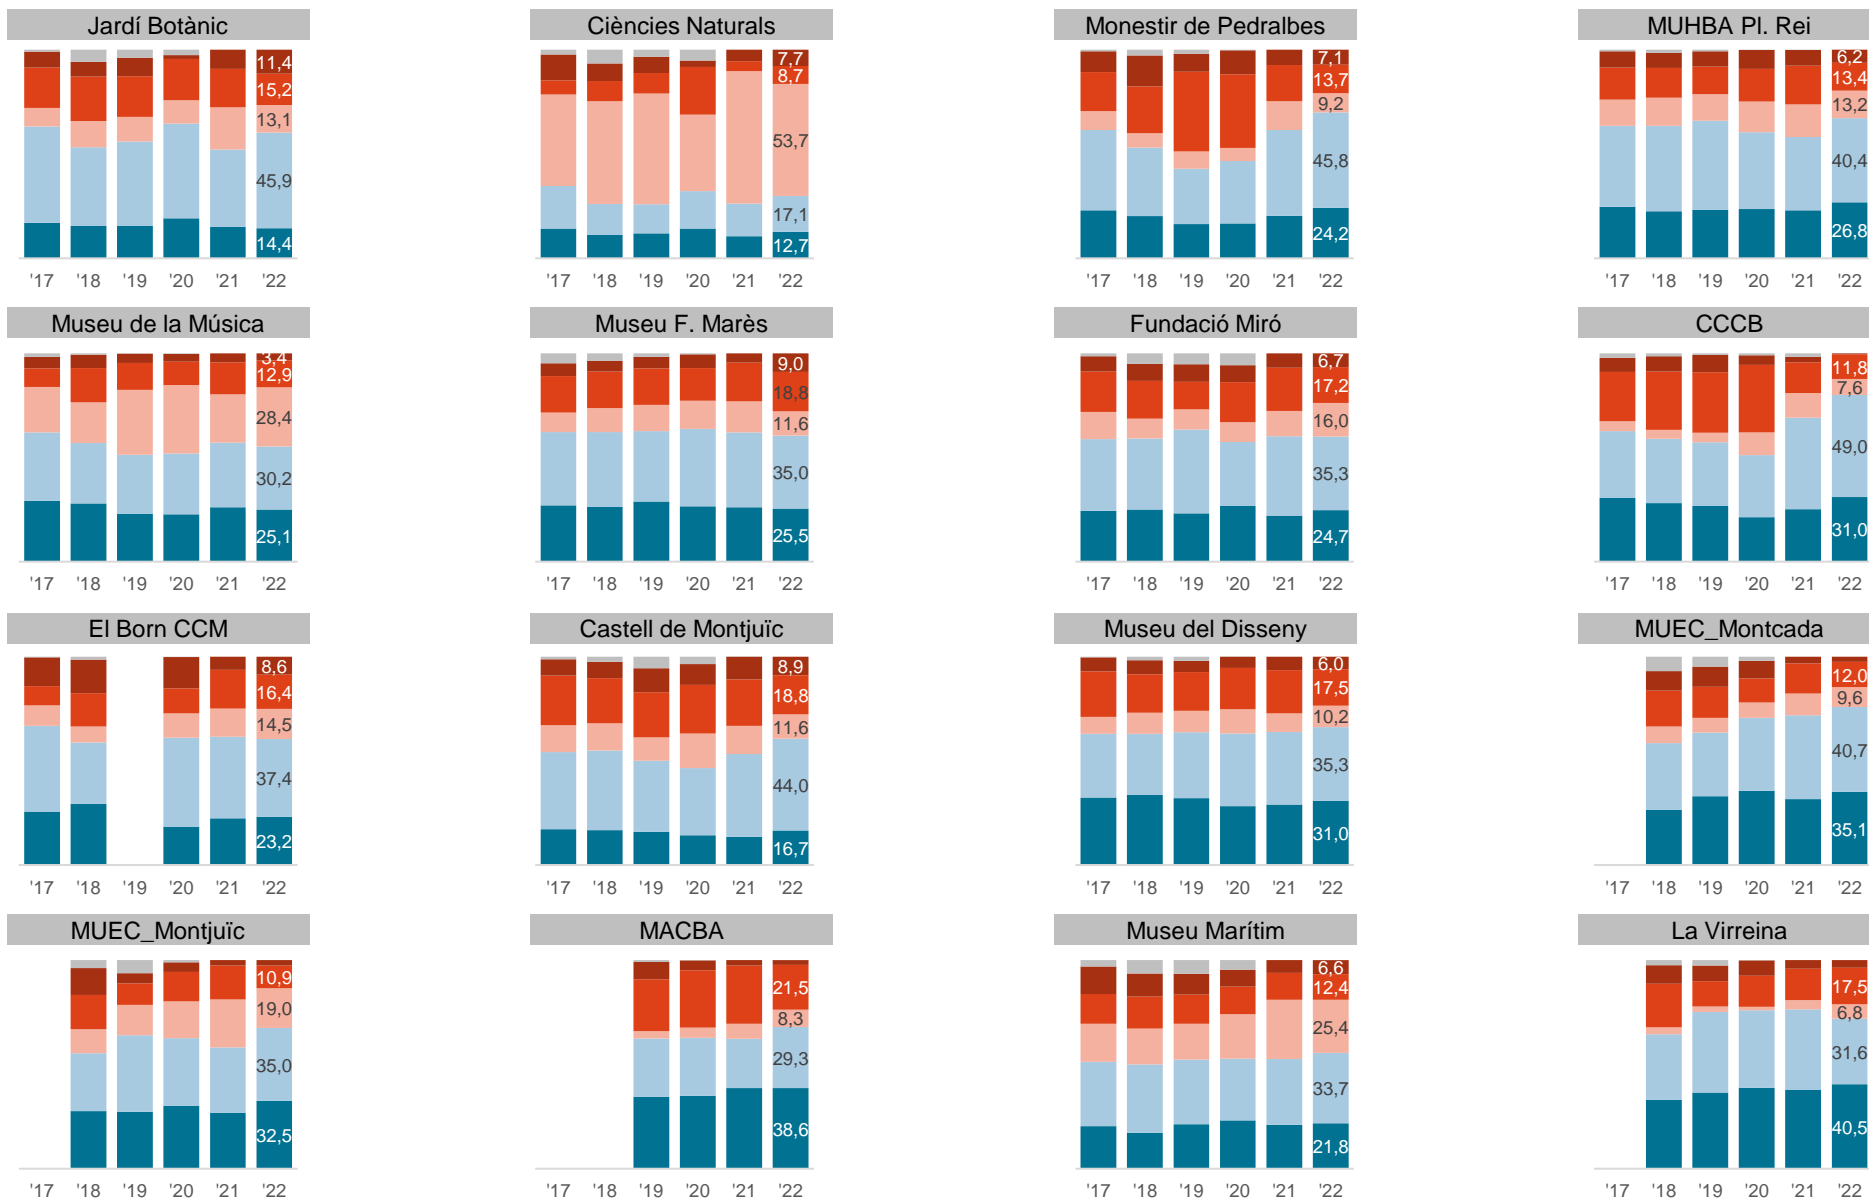 Jardí Botànic
11,4
15,2
13,1
45,9
14,4
'17 '18 '19 '20 '21 '22
Ciències Naturals
7,7
8,7
53,7
17,1
12,7
'17 '18 '19 '20 '21 '22
Monestir de Pedralbes
7,1
13,7
9,2
45,8
24,2
'17 '18 '19 '20 '21 '22
MUHBA Pl. Rei
6,2
13,4
13,2
40,4
26,8
'17 '18 '19 '20 '21 '22
Museu de la Música
3,4
12,9
28,4
30,2
25,1
'17 '18 '19 '20 '21 '22
Museu F. Marès
9,0
18,8
11,6
35,0
25,5
'17 '18 '19 '20 '21 '22
Fundació Miró
6,7
17,2
16,0
35,3
24,7
'17 '18 '19 '20 '21 '22
CCCB
11,8
7,6
49,0
31,0
'17 '18 '19 '20 '21 '22
El Born CCM
8,6
16,4
14,5
37,4
23,2
'17 '18 '19 '20 '21 '22
Castell de Montjuïc
8,9
18,8
11,6
44,0
16,7
'17 '18 '19 '20 '21 '22
Museu del Disseny
6,0
17,5
10,2
35,3
31,0
'17 '18 '19 '20 '21 '22
MUEC_Montcada
12,0
9,6
40,7
35,1
'17 '18 '19 '20 '21 '22
MUEC_Montjuïc
10,9
19,0
35,0
32,5
'17 '18 '19 '20 '21 '22
MACBA
21,5
8,3
29,3
38,6
'17 '18 '19 '20 '21 '22
Museu Marítim
6,6
12,4
25,4
33,7
21,8
'17 '18 '19 '20 '21 '22
La Virreina
17,5
6,8
31,6
40,5
'17 '18 '19 '20 '21 '22